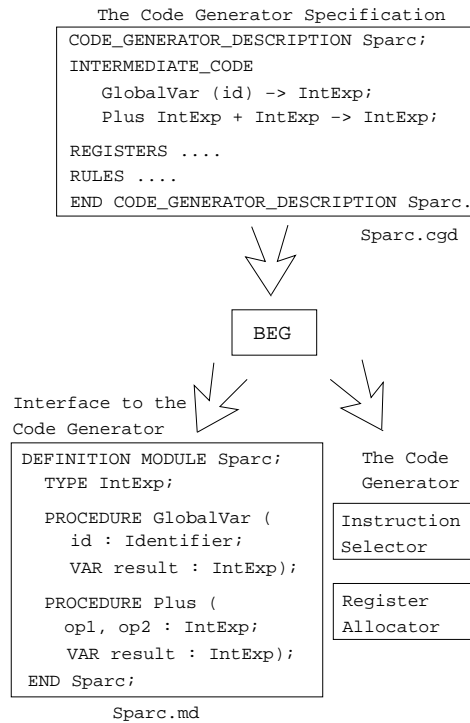 The Code Generator Specification
CODE_GENERATOR_DESCRIPTION Sparc;
INTERMEDIATE_CODE
GlobalVar (id) -> IntExp;
Plus IntExp + IntExp -> IntExp;
REGISTERS ....
RULES ....
END CODE_GENERATOR_DESCRIPTION Sparc.
Sparc.cgd
BEG
Interface to the
Code Generator
DEFINITION MODULE Sparc;
TYPE IntExp;
PROCEDURE GlobalVar (
id : Identifier;
VAR result : IntExp);
PROCEDURE Plus (
op1, op2 : IntExp;
VAR result : IntExp);
END Sparc;
Sparc.md
The Code
Generator
Instruction
Selector
Register
Allocator